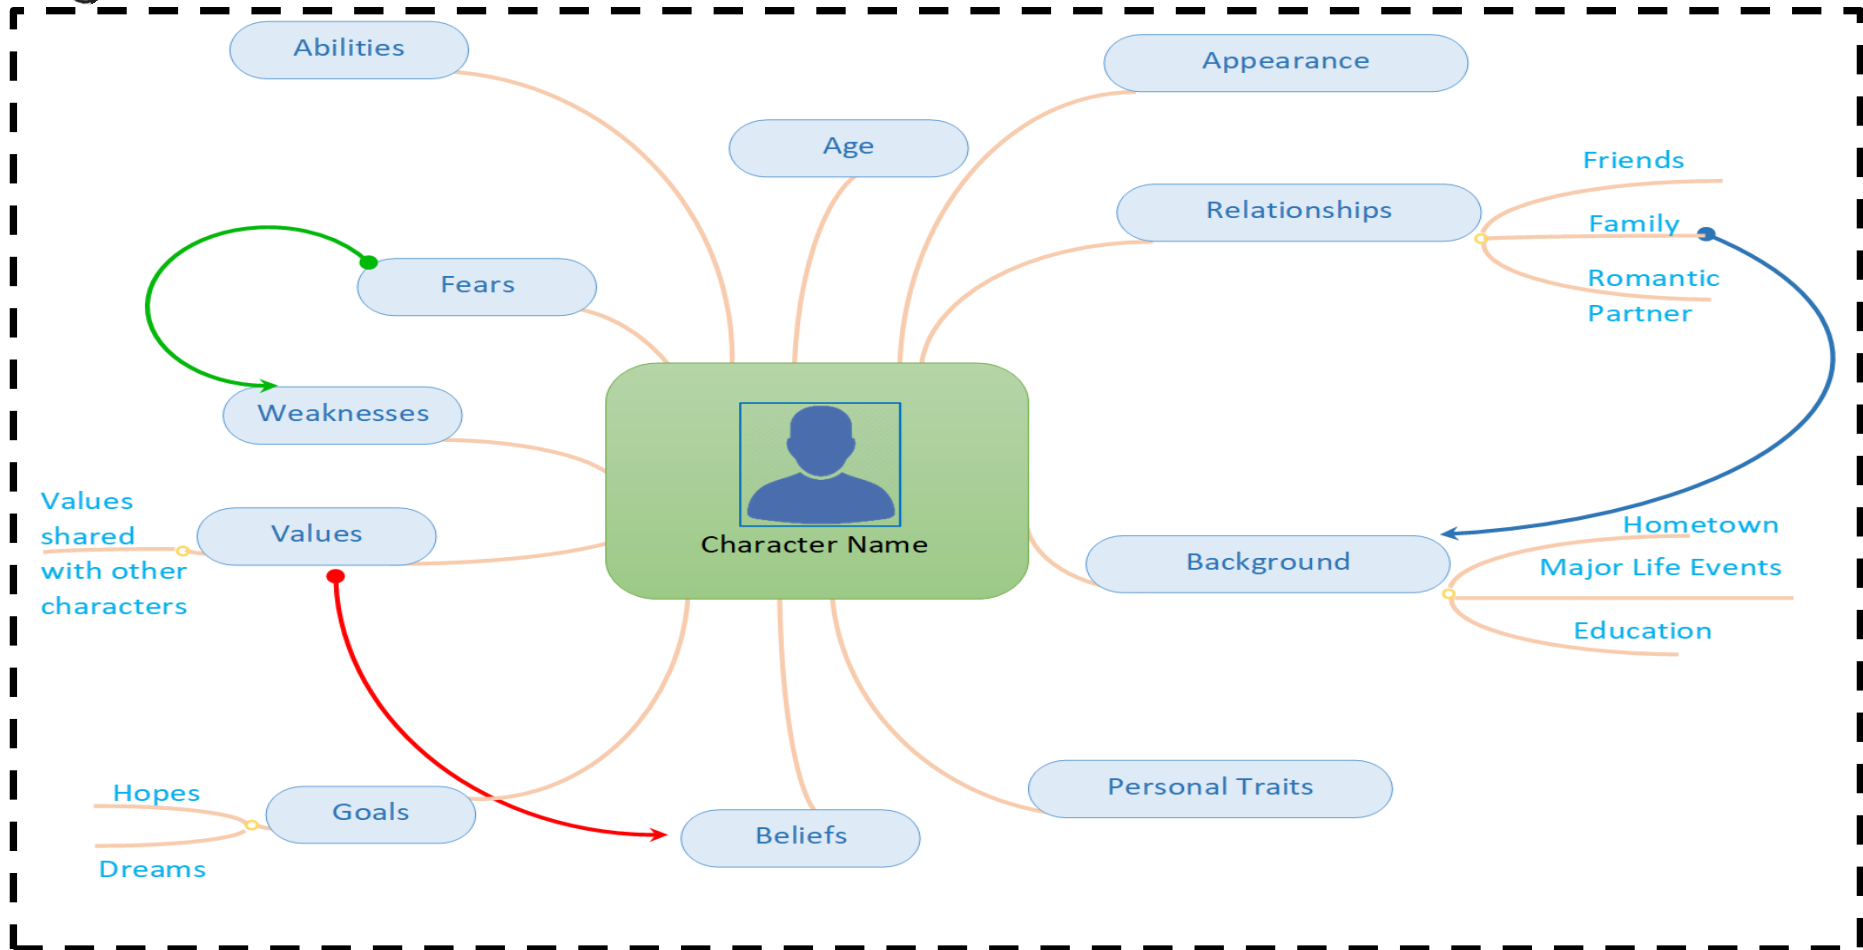 Abilities
Appearance
Age
Friends
Relationships
Family
Romantic
Partner
Fears
Weaknesses
Values
shared
with other
characters
Values
Character Name
Hometown
Background
Major Life Events
Education
Hopes
Goals
Dreams
Personal Traits
Beliefs